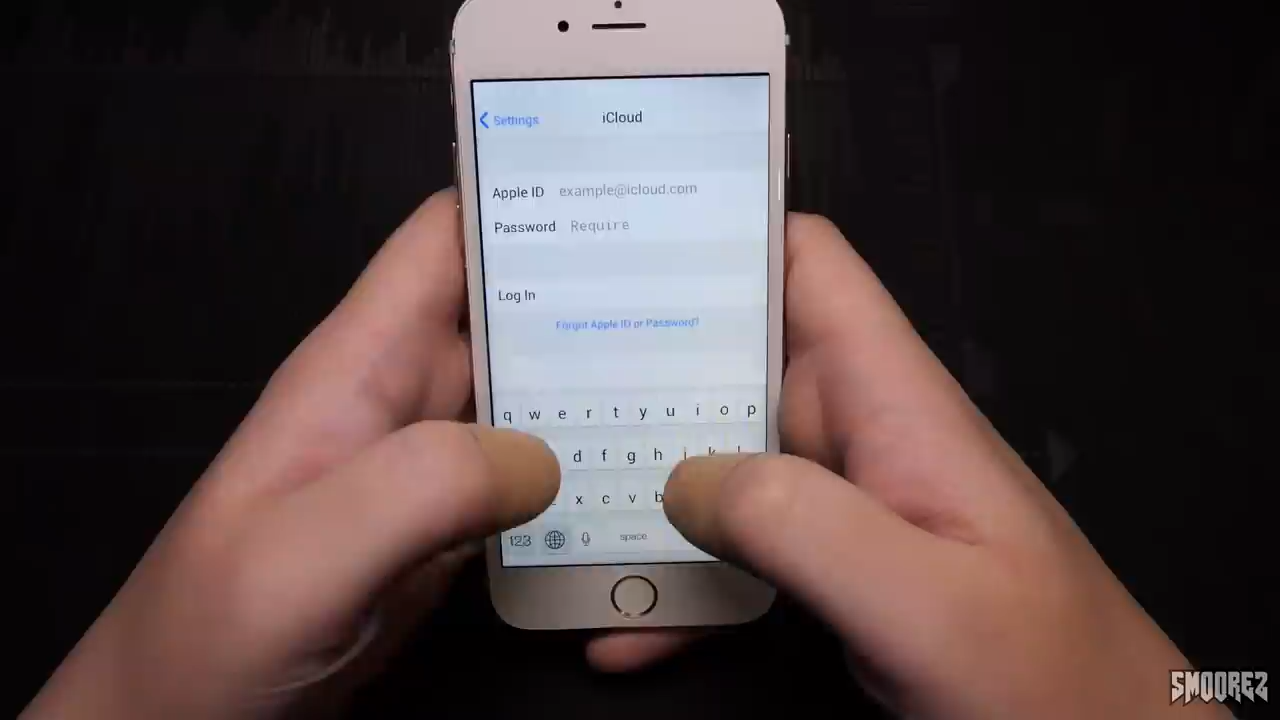 Settings
iCloud
Apple ID example@icloud.com
Password Require
Log In
Forgot Apple ID or Password?
q w e r t y u i o p
d f g h j k l
x c v b
123 space
SMOOREZ